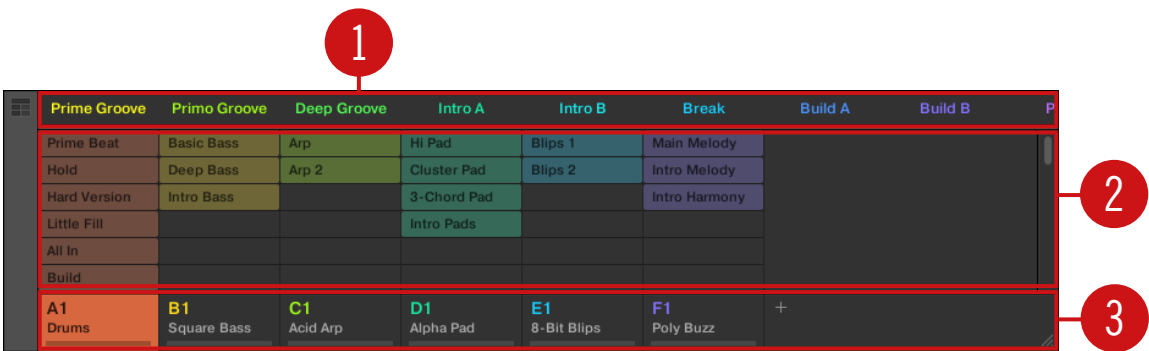 1
Prime Groove Primo Groove Deep Groove Intro A Intro B Break Build A Build B P
Prime Beat Basic Bass Arp Hi Pad Blips 1 Main Melody
Hold Deep Bass Arp 2 Cluster Pad Blips 2 Intro Melody
2
Hard Version Intro Bass 3-Chord Pad Intro Harmony
Little Fill Intro Pads
All In
Build
A1 B1 C1 D1 E1 F1 +
3
Drums Square Bass Acid Arp Alpha Pad 8-Bit Blips Poly Buzz